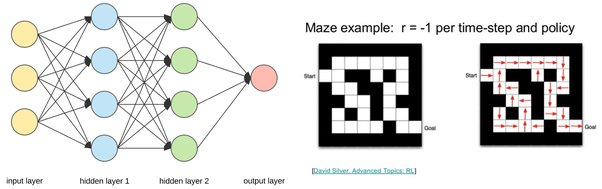 Maze example: r = -1 per time-step and policy
Start
Goal
Start
Goal
input layer
hidden layer 1
hidden layer 2
output layer
[David Silver. Advanced Topics: RL]